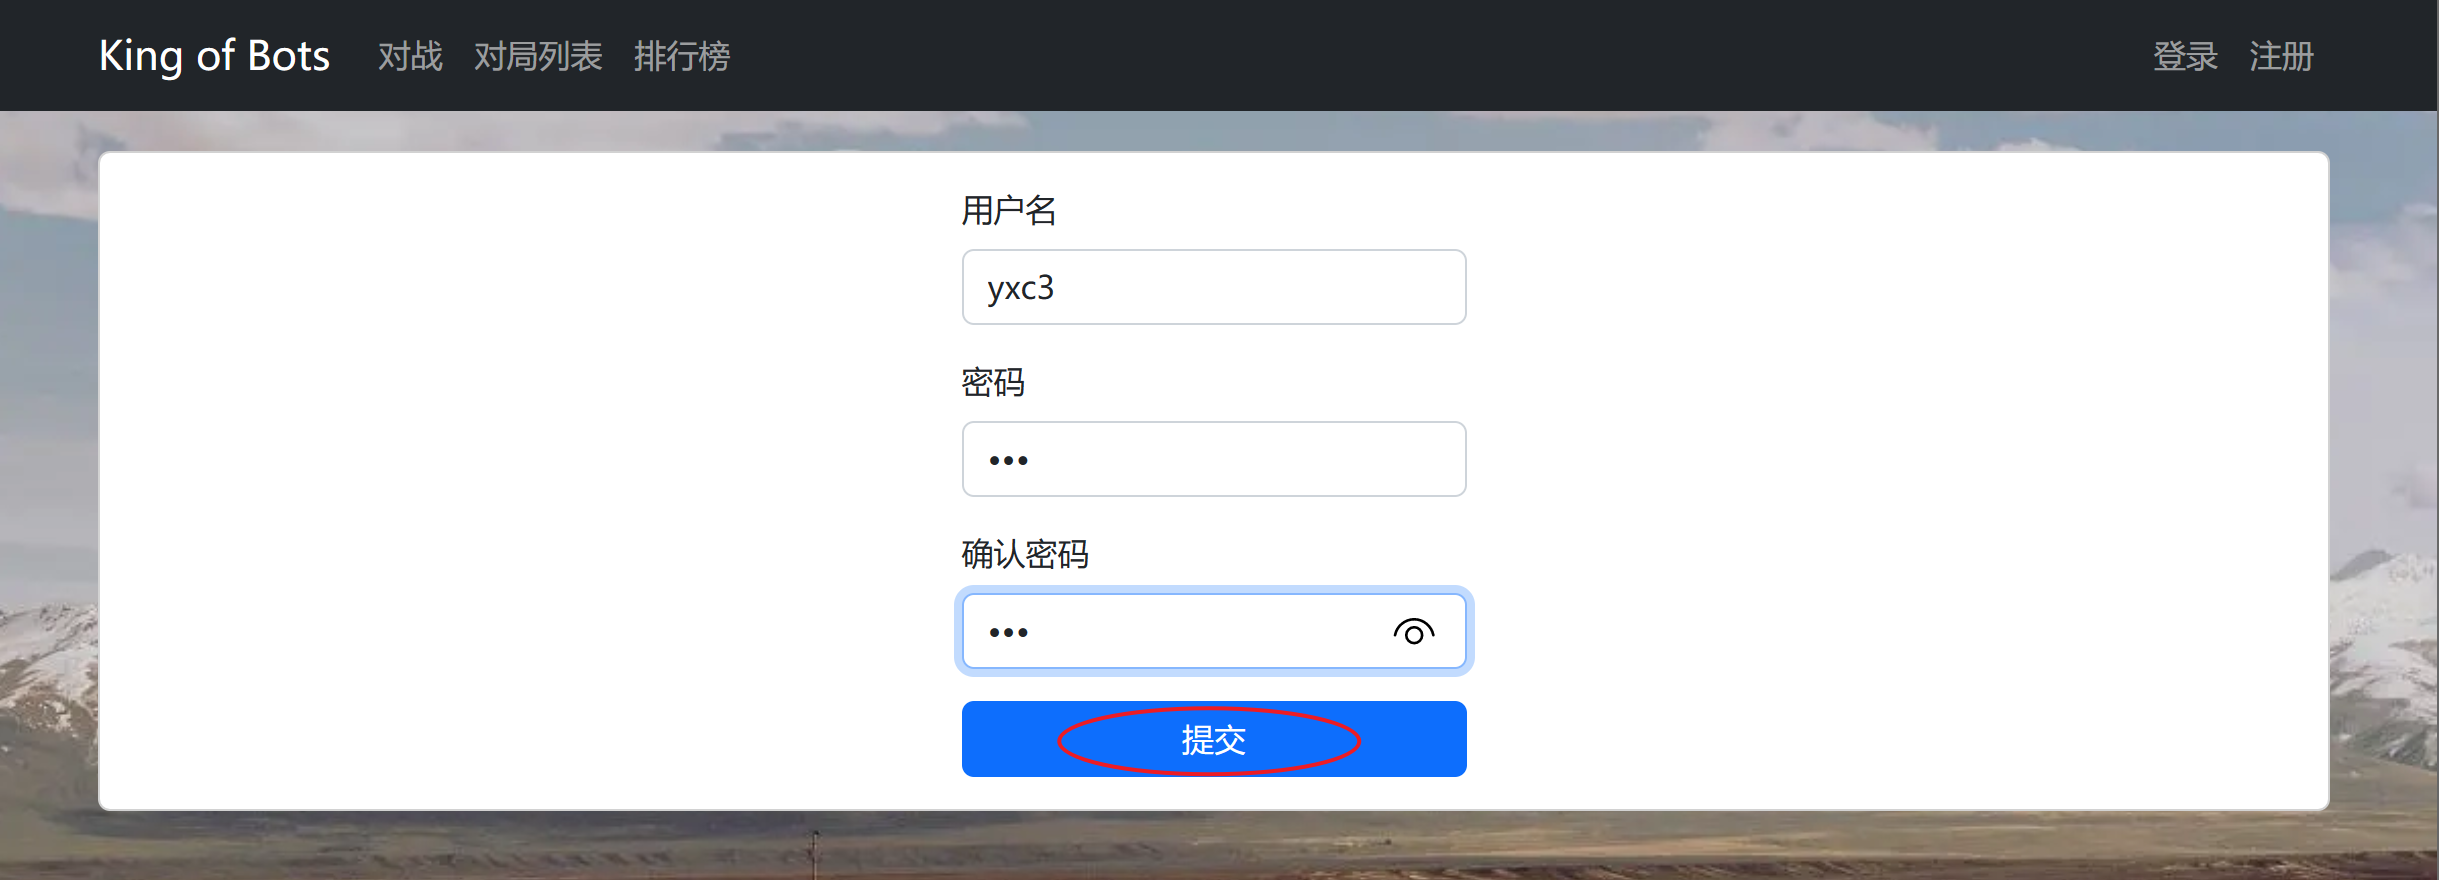 King of Bots 对战 对局列表 排行榜 登录 注册
用户名
yxc3
密码
•••
确认密码
•••
提交